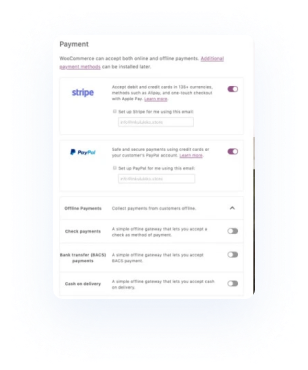 Payment
WooCommerce can accept both online and offline payments. Additional
payment methods can be installed later.
stripe
Accept debit and credit cards in 135+ currencies,
methods such as Alipay, and one-touch checkout
with Apple Pay. Learn more.
Set up Stripe for me using this email:
PayPal
Safe and secure payments using credit cards or
your customer's PayPal account. Learn more.
Set up PayPal for me using this email:
Offline Payments
Collect payments from customers offline.
Check payments
A simple offline gateway that lets you accept a
check as method of payment.
Bank transfer (BACS)
payments
A simple offline gateway that lets you accept
BACS payment.
Cash on delivery
A simple offline gateway that lets you accept cash
on delivery.